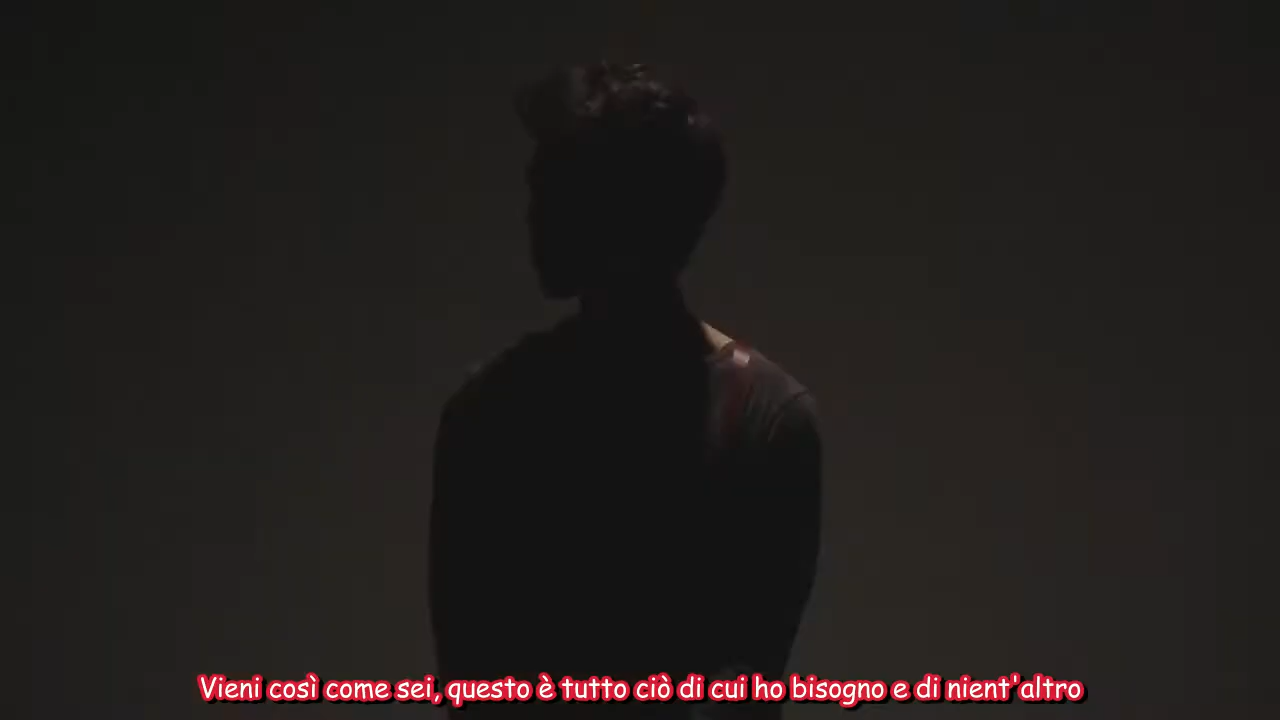 Vieni così come sei, questo è tutto ciò di cui ho bisogno e di nient'altro